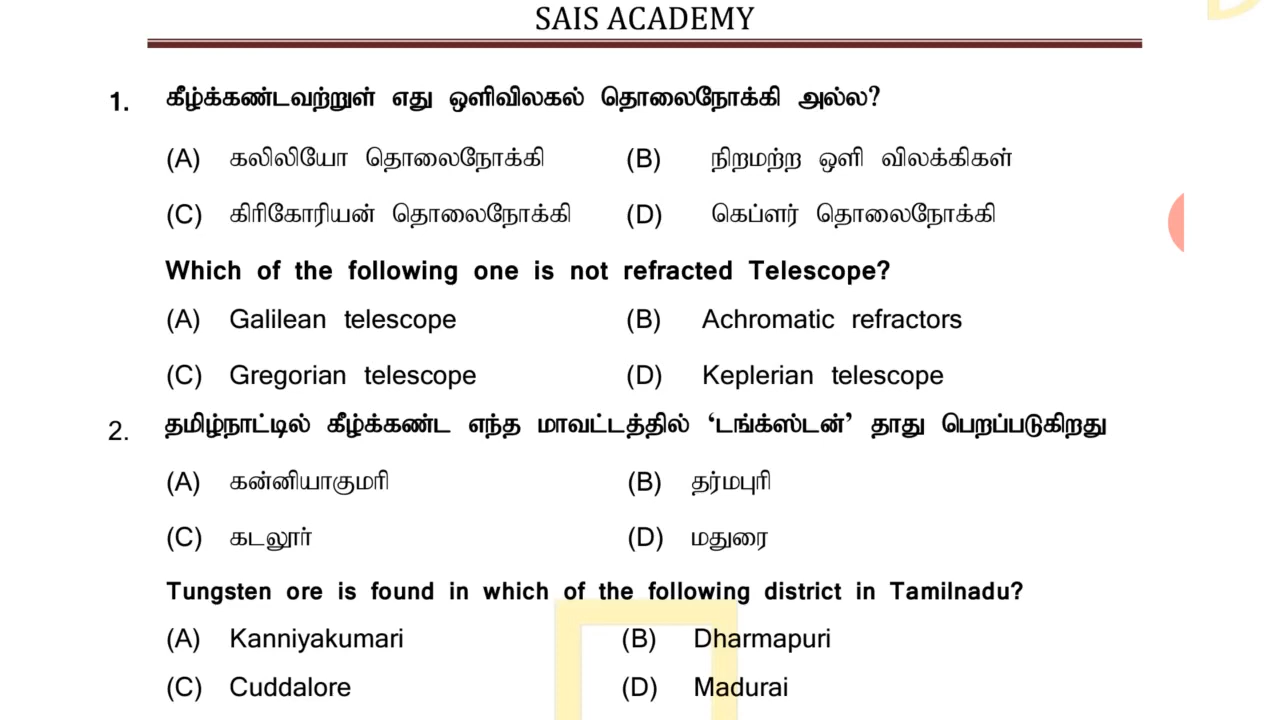 SAIS ACADEMY
1. கீழ்க்கண்டவற்றுள் எது ஒளிவிலகல் தொலைநோக்கி அல்ல?
(A) கலிலியோ தொலைநோக்கி (B) நிறமற்ற ஒளி விலக்கிகள்
(C) கிரிகோரியன் தொலைநோக்கி (D) கெப்ளர் தொலைநோக்கி
Which of the following one is not refracted Telescope?
(A) Galilean telescope (B) Achromatic refractors
(C) Gregorian telescope (D) Keplerian telescope
2. தமிழ்நாட்டில் கீழ்க்கண்ட எந்த மாவட்டத்தில் ‘டங்க்ஸ்டன்’ தாது பெறப்படுகிறது
(A) கன்னியாகுமரி (B) தர்மபுரி
(C) கடலூர் (D) மதுரை
Tungsten ore is found in which of the following district in Tamilnadu?
(A) Kanniyakumari (B) Dharmapuri
(C) Cuddalore (D) Madurai